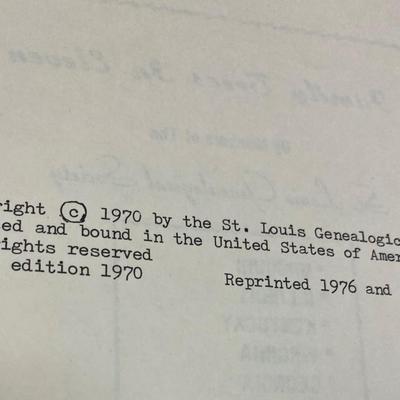 right © 1970 by the St. Louis Genealogic
ed and bound in the United States of Amer
rights reserved
edition 1970 Reprinted 1976 and